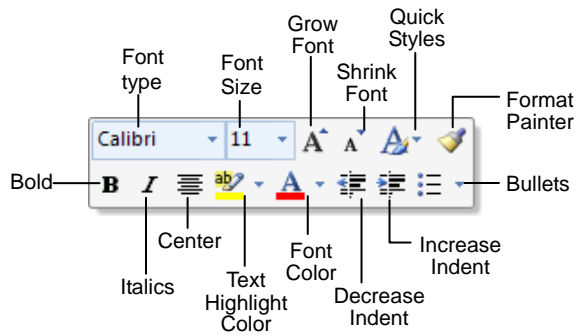 Font
type
Font
Size
Grow
Font
Shrink
Font
Quick
Styles
Format
Painter
Calibri
11
A
A
A
Bold
B
I
ab
A
Bullets
Center
Italics
Text
Highlight
Color
Font
Color
Decrease
Indent
Increase
Indent